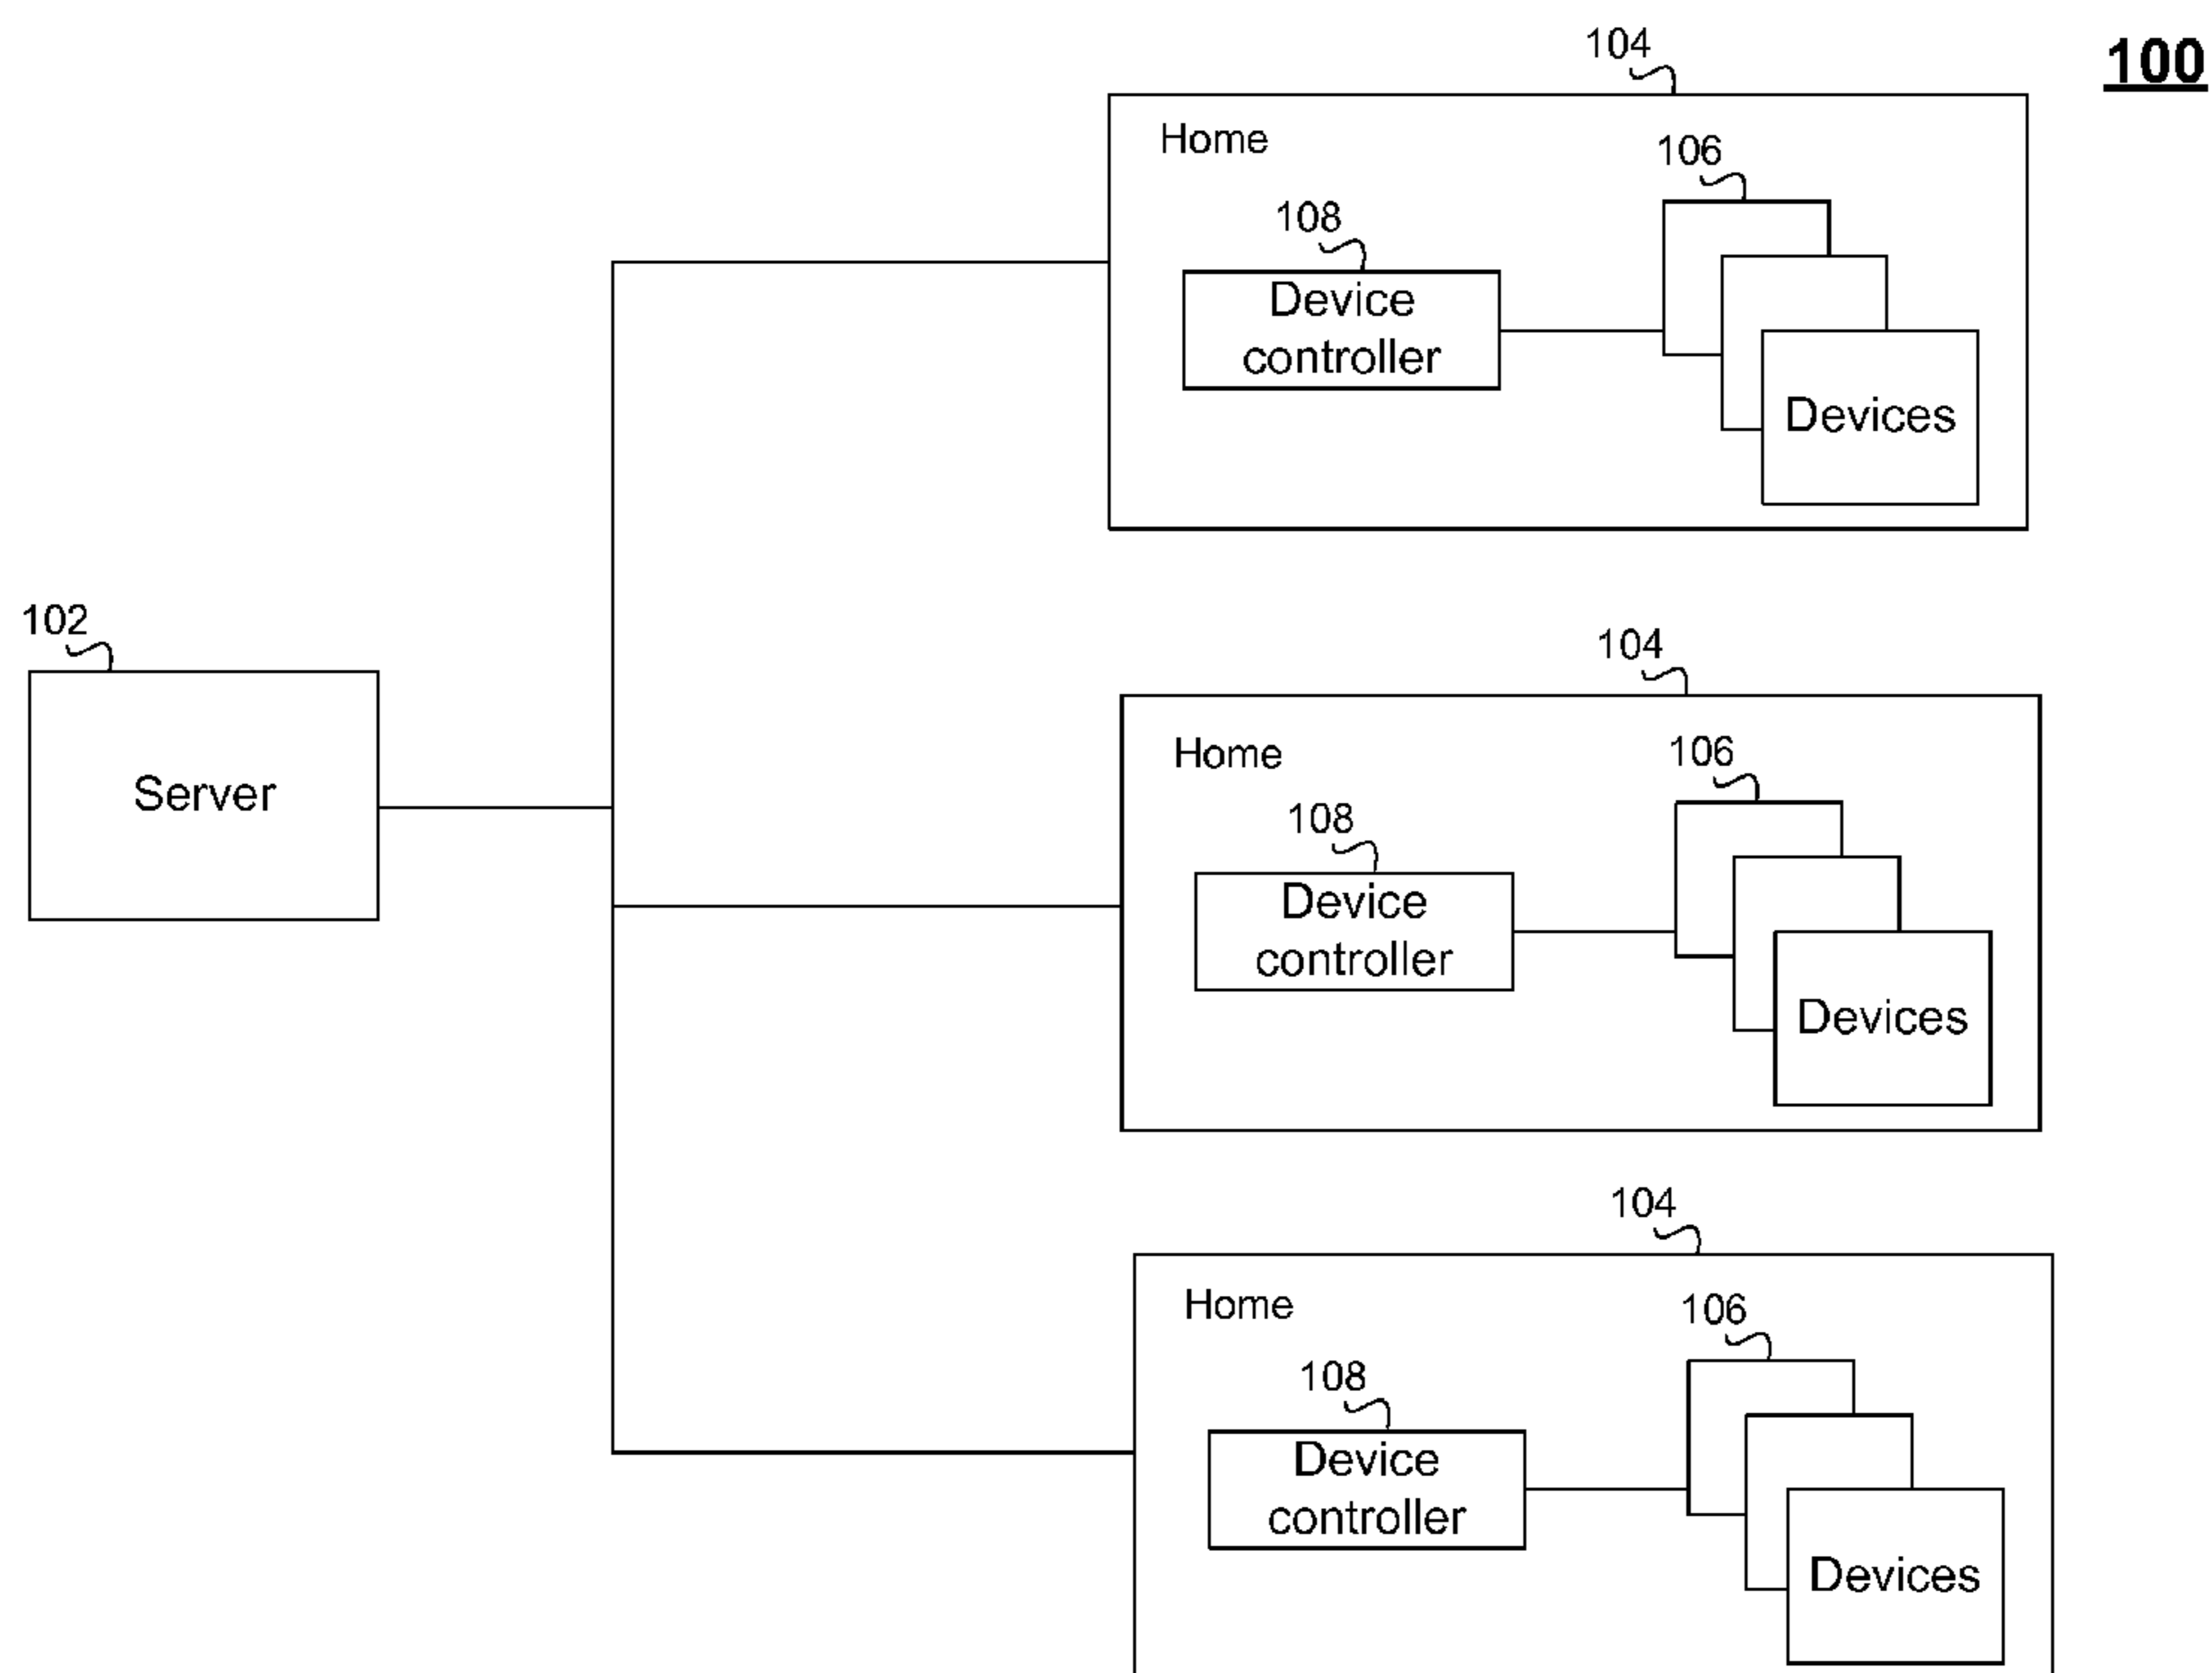 100
104
Home
106
108
Device
controller
Devices
102
Server
104
Home
106
108
Device
controller
Devices
104
Home
106
108
Device
controller
Devices